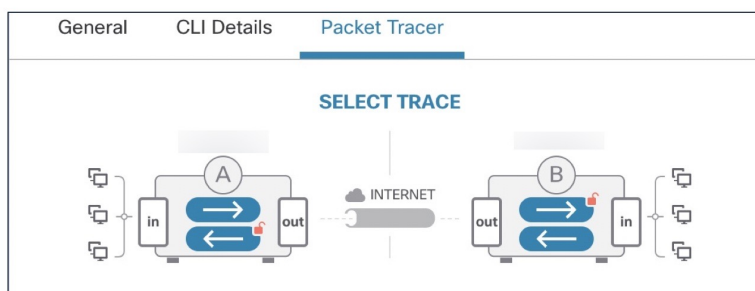 General CLI Details Packet Tracer
SELECT TRACE
A B
INTERNET
in out out in